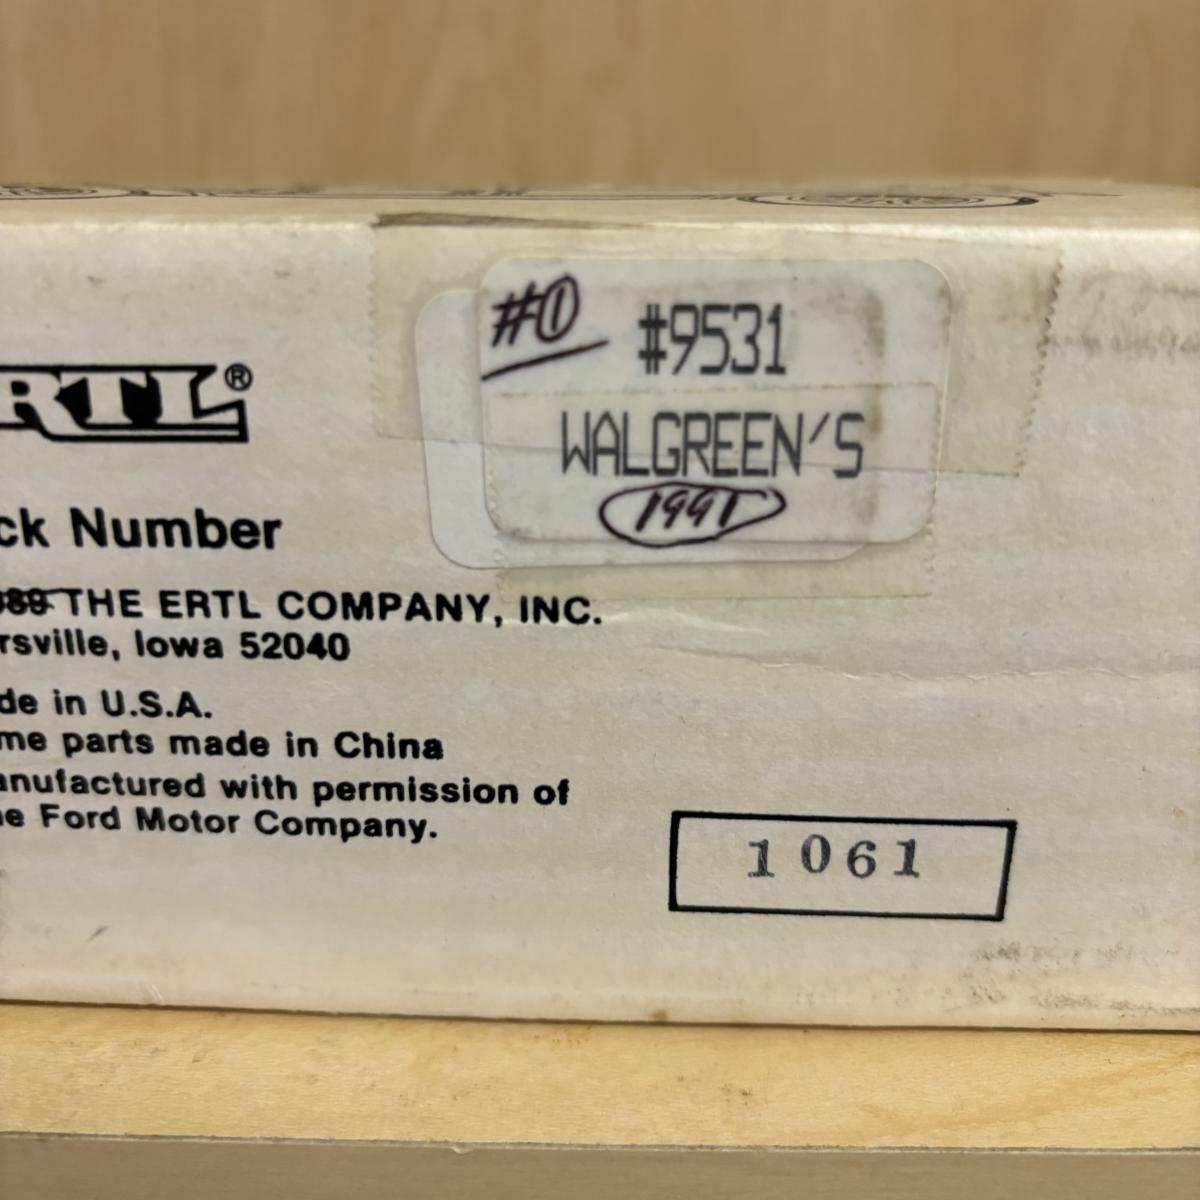 #1 #9531
WALGREEN'S
1991
RTL®
ck Number
989 THE ERTL COMPANY, INC.
rsville, Iowa 52040
de in U.S.A.
me parts made in China
anufactured with permission of
e Ford Motor Company.
1061